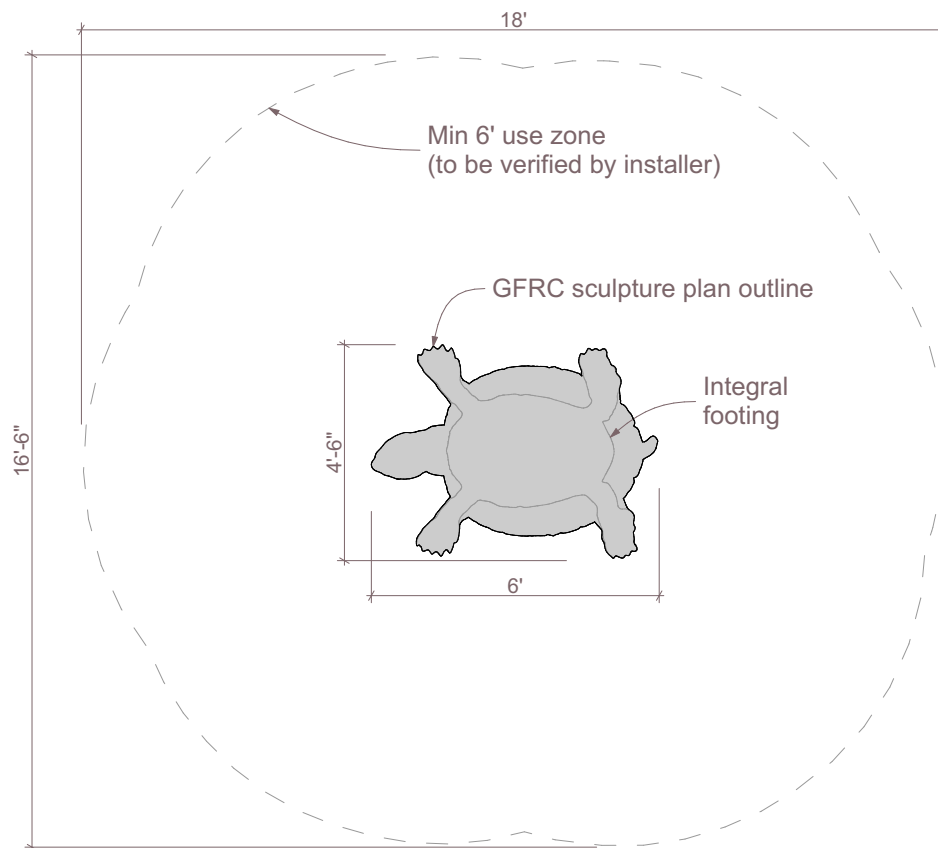 18'
Min 6' use zone
(to be verified by installer)
GFRC sculpture plan outline
Integral
footing
16'-6"
4'-6"
6'